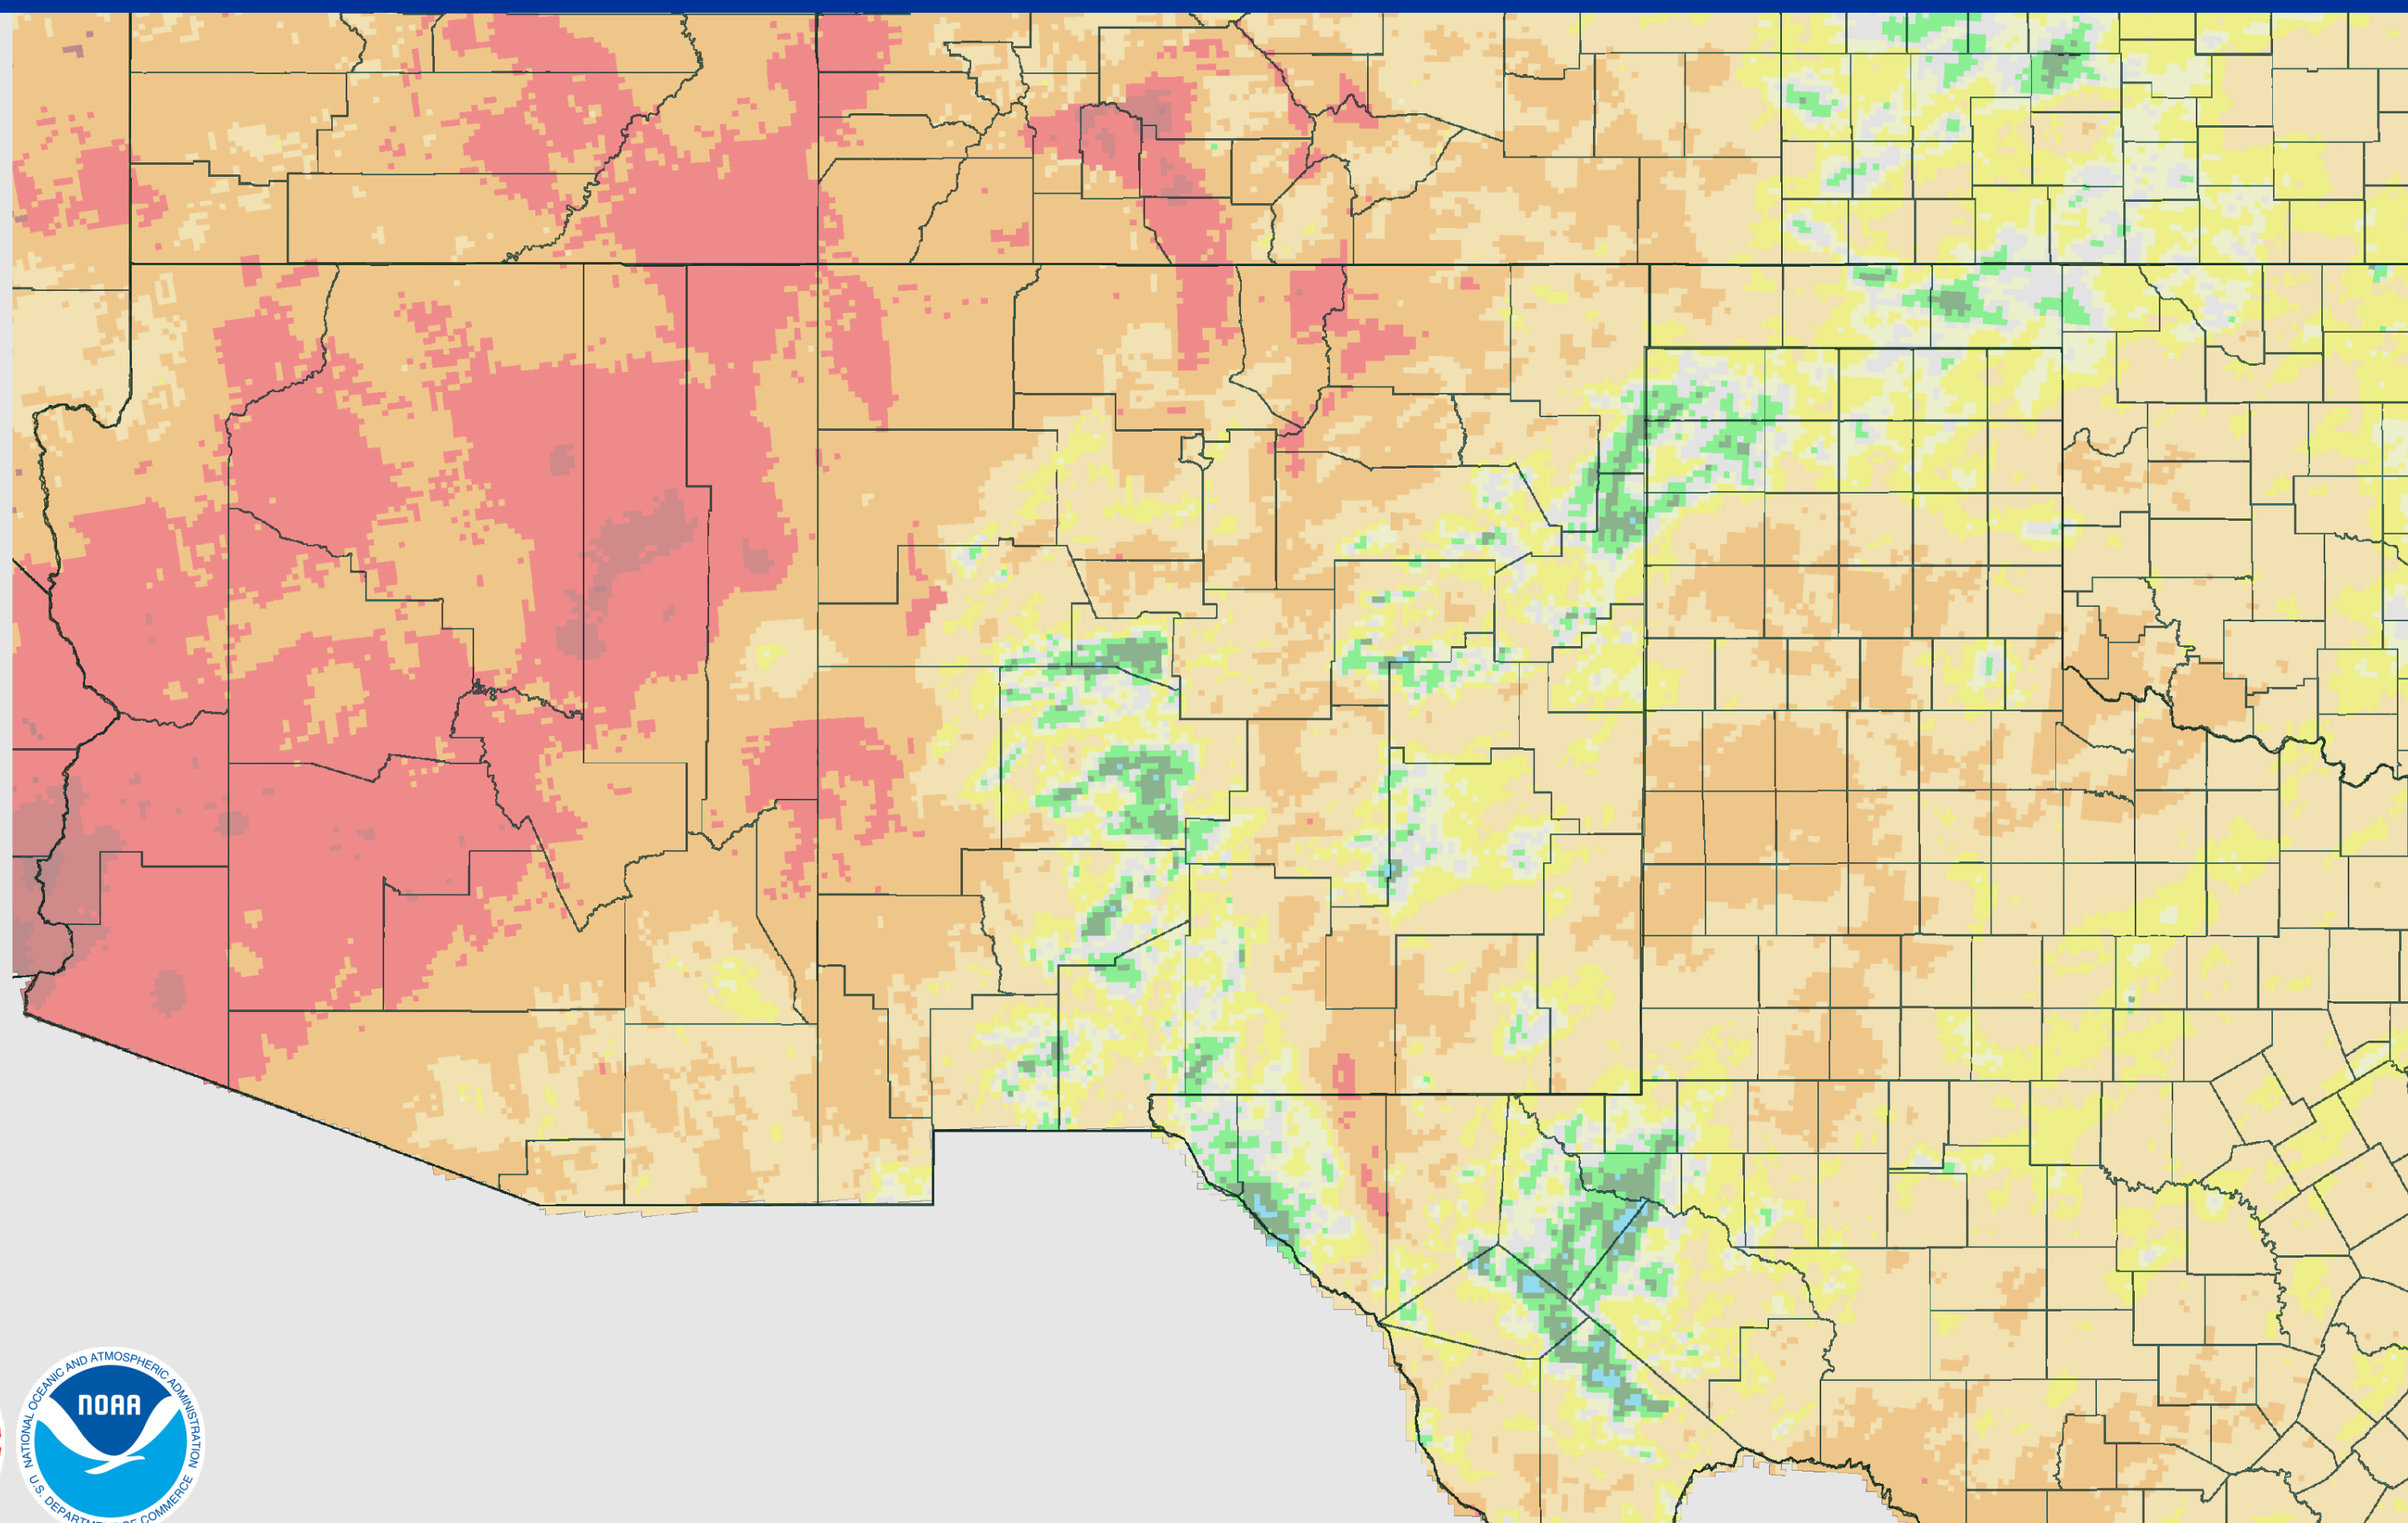 NATIONAL OCEANIC AND ATMOSPHERIC ADMINISTRATION
NOAA
U.S. DEPARTMENT OF COMMERCE